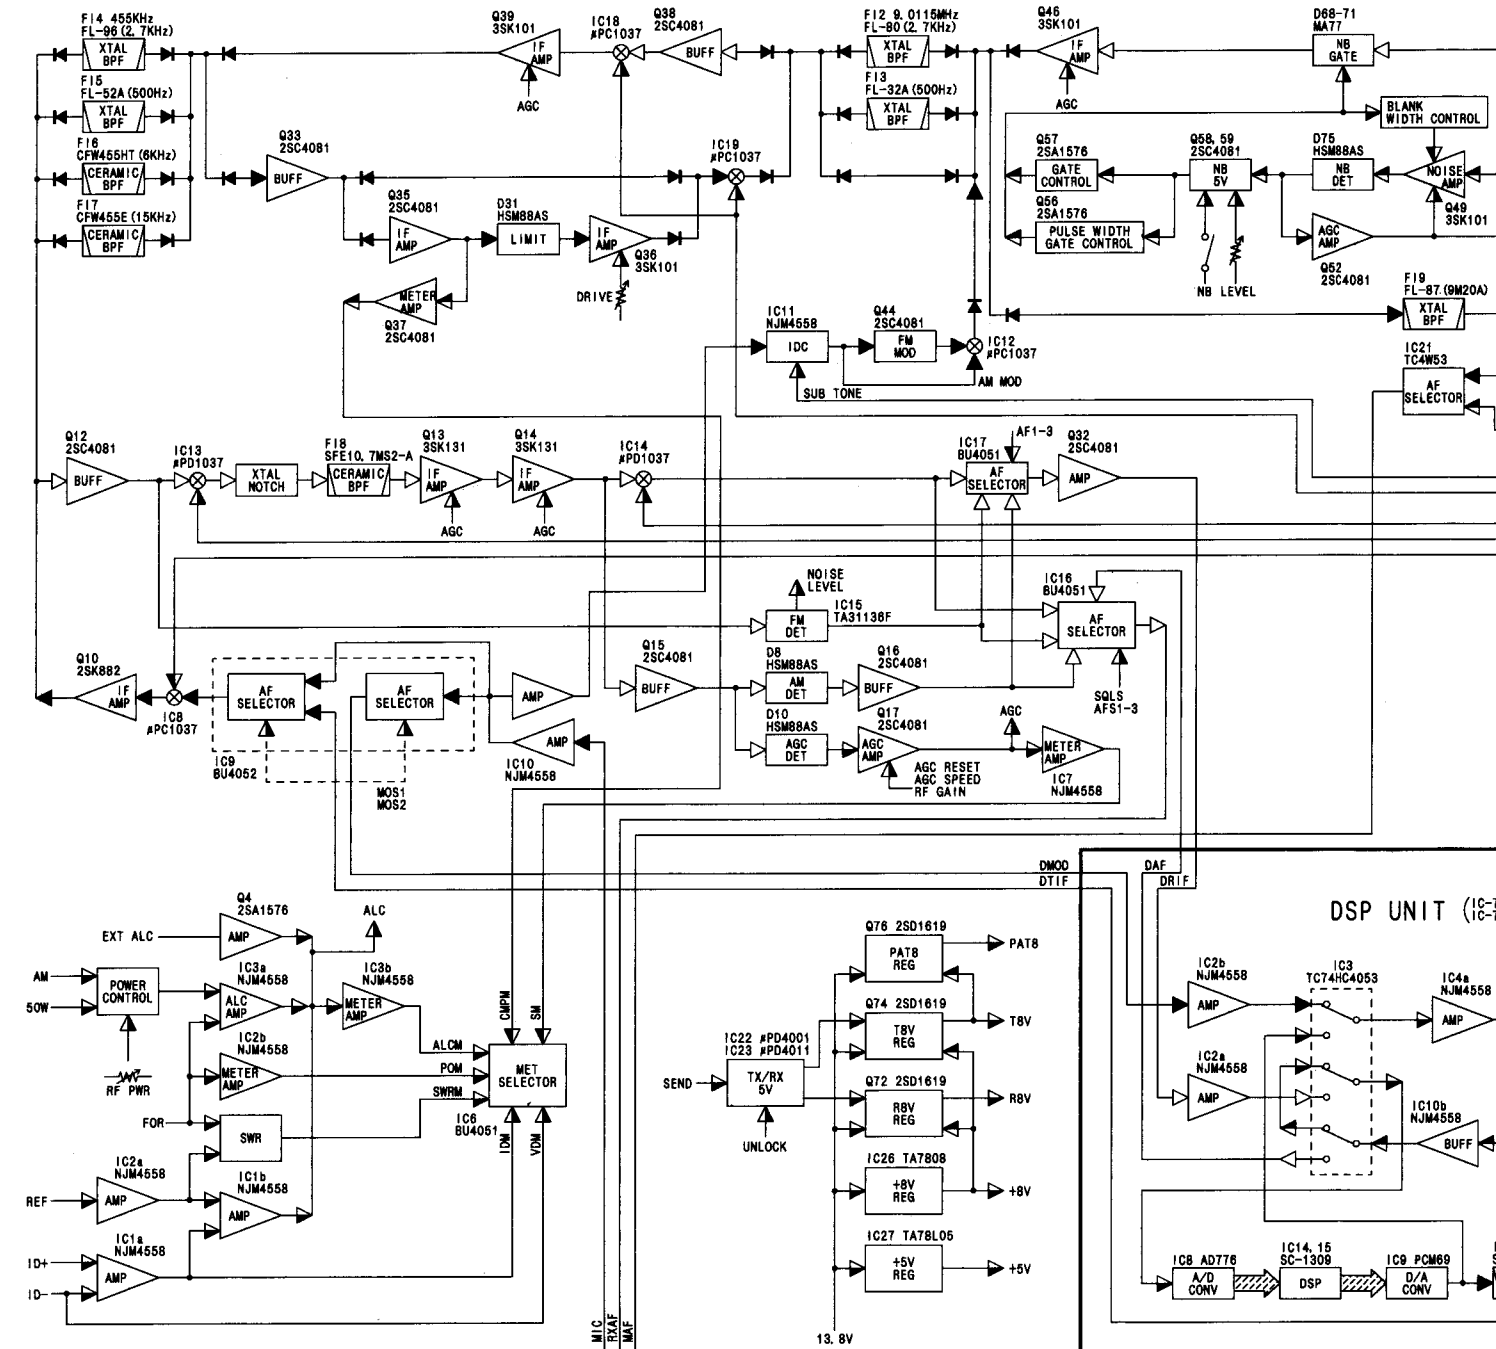 FI4 455KHz
FL-96 (2.7KHz)
XTAL
BPF
FI5
FL-52A (500Hz)
XTAL
BPF
FI6
CFW455HT (6KHz)
CERAMIC
BPF
FI7
CFW455E (15KHz)
CERAMIC
BPF
Q39
3SK101
IF
AMP
AGC
IC18
µPC1037
Q38
2SC4081
BUFF
FI2 9.0115MHz
FL-80 (2.7KHz)
XTAL
BPF
FI3
FL-32A (500Hz)
XTAL
BPF
Q46
3SK101
IF
AMP
AGC
D68-71
MA77
NB
GATE
BLANK
WIDTH CONTROL
Q33
2SC4081
BUFF
Q35
2SC4081
IF
AMP
D31
HSM88AS
LIMIT
IF
AMP
Q36
3SK101
DRIVE
METER
AMP
Q37
2SC4081
IC19
µPC1037
Q57
2SA1576
GATE
CONTROL
Q56
2SA1576
PULSE WIDTH
GATE CONTROL
Q58, 59
2SC4081
NB
5V
NB LEVEL
D75
HSM88AS
NB
DET
NOISE
AMP
Q49
3SK101
AGC
AMP
Q52
2SC4081
FI9
FL-87 (9M20A)
XTAL
BPF
IC11
NJM4558
IDC
SUB TONE
Q44
2SC4081
FM
MOD
IC12
µPC1037
AM MOD
IC21
TC4W53
AF
SELECTOR
Q12
2SC4081
BUFF
IC13
µPD1037
XTAL
NOTCH
FI8
SFE10.7MS2-A
CERAMIC
BPF
Q13
3SK131
IF
AMP
AGC
Q14
3SK131
IF
AMP
AGC
IC14
µPD1037
IC17
BU4051
AF1-3
AF
SELECTOR
Q32
2SC4081
AMP
NOISE
LEVEL
FM
DET
IC15
TA31136F
IC16
BU4051
AF
SELECTOR
SQLS
AFS1-3
Q10
2SK882
IF
AMP
IC8
µPC1037
AF
SELECTOR
AF
SELECTOR
IC9
BU4052
MOS1
MOS2
AMP
AMP
IC10
NJM4558
Q15
2SC4081
BUFF
D8
HSM88AS
AM
DET
Q16
2SC4081
BUFF
D10
HSM88AS
AGC
DET
Q17
2SC4081
AGC
AMP
AGC RESET
AGC SPEED
RF GAIN
AGC
METER
AMP
IC7
NJM4558
DMOD
DTIF
DAF
DRIF
DSP UNIT
EXT ALC
Q4
2SA1576
AMP
ALC
AM
50W
POWER
CONTROL
RF PWR
IC3a
NJM4558
ALC
AMP
IC3b
NJM4558
METER
AMP
IC2b
NJM4558
METER
AMP
FOR
SWR
ALCM
POM
SWRM
CMPM
SM
MET
SELECTOR
IC6
BU4051
IDM
VDM
IC2a
NJM4558
REF
AMP
IC1b
NJM4558
AMP
IC1a
NJM4558
ID+
ID-
AMP
MIC
RXAF
MAF
SEND
IC22 µPD4001
IC23 µPD4011
TX/RX
5V
UNLOCK
Q76 2SD1619
PAT8
REG
PAT8
Q74 2SD1619
T8V
REG
T8V
Q72 2SD1619
R8V
REG
R8V
IC26 TA7808
+8V
REG
+8V
IC27 TA78L05
+5V
REG
+5V
13.8V
IC2b
NJM4558
AMP
IC2a
NJM4558
AMP
IC3
TC74HC4053
IC4a
NJM4558
AMP
IC10b
NJM4558
BUFF
IC8 AD776
A/D
CONV
IC14, 15
SC-1309
DSP
IC9 PCM69
D/A
CONV